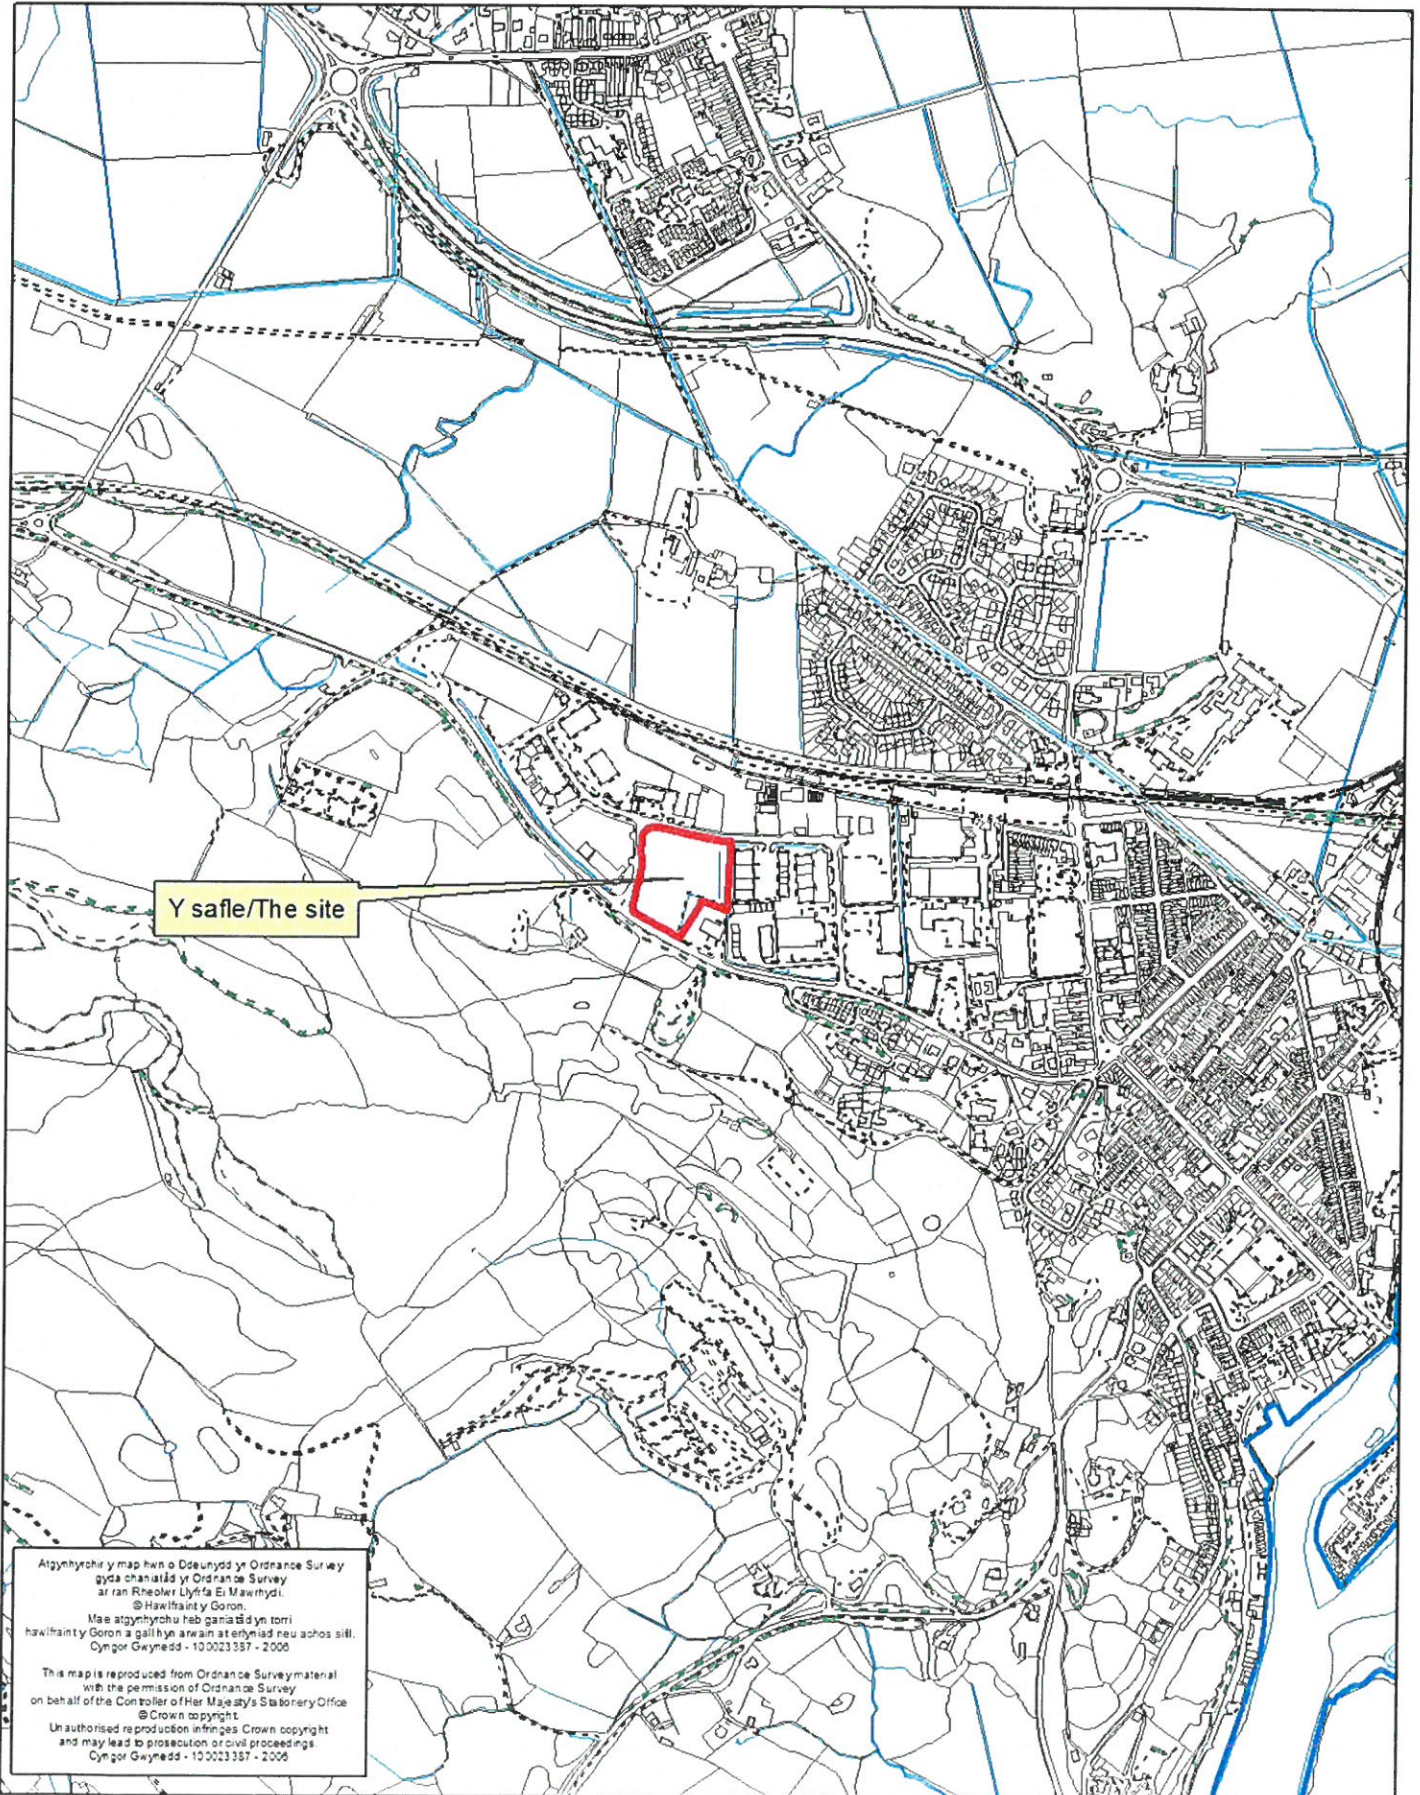 Y safle/The site
Atgynhyrchir y map hwn o Ddeunydd yr Ordnance Survey
gyda chaniatâd yr Ordnance Survey
ar ran Rheolwr Llyfrfa Ei Mawrhydi.
© Hawlfraint y Goron.
Mae atgynhyrchu heb ganiatâd yn torri
hawlfraint y Goron a gall hyn arwain at erlyniad neu achos sifil.
Cyngor Gwynedd - 100023387 - 2006
This map is reproduced from Ordnance Survey material
with the permission of Ordnance Survey
on behalf of the Controller of Her Majesty's Stationery Office
© Crown copyright.
Unauthorised reproduction infringes Crown copyright
and may lead to prosecution or civil proceedings.
Cyngor Gwynedd - 100023387 - 2006